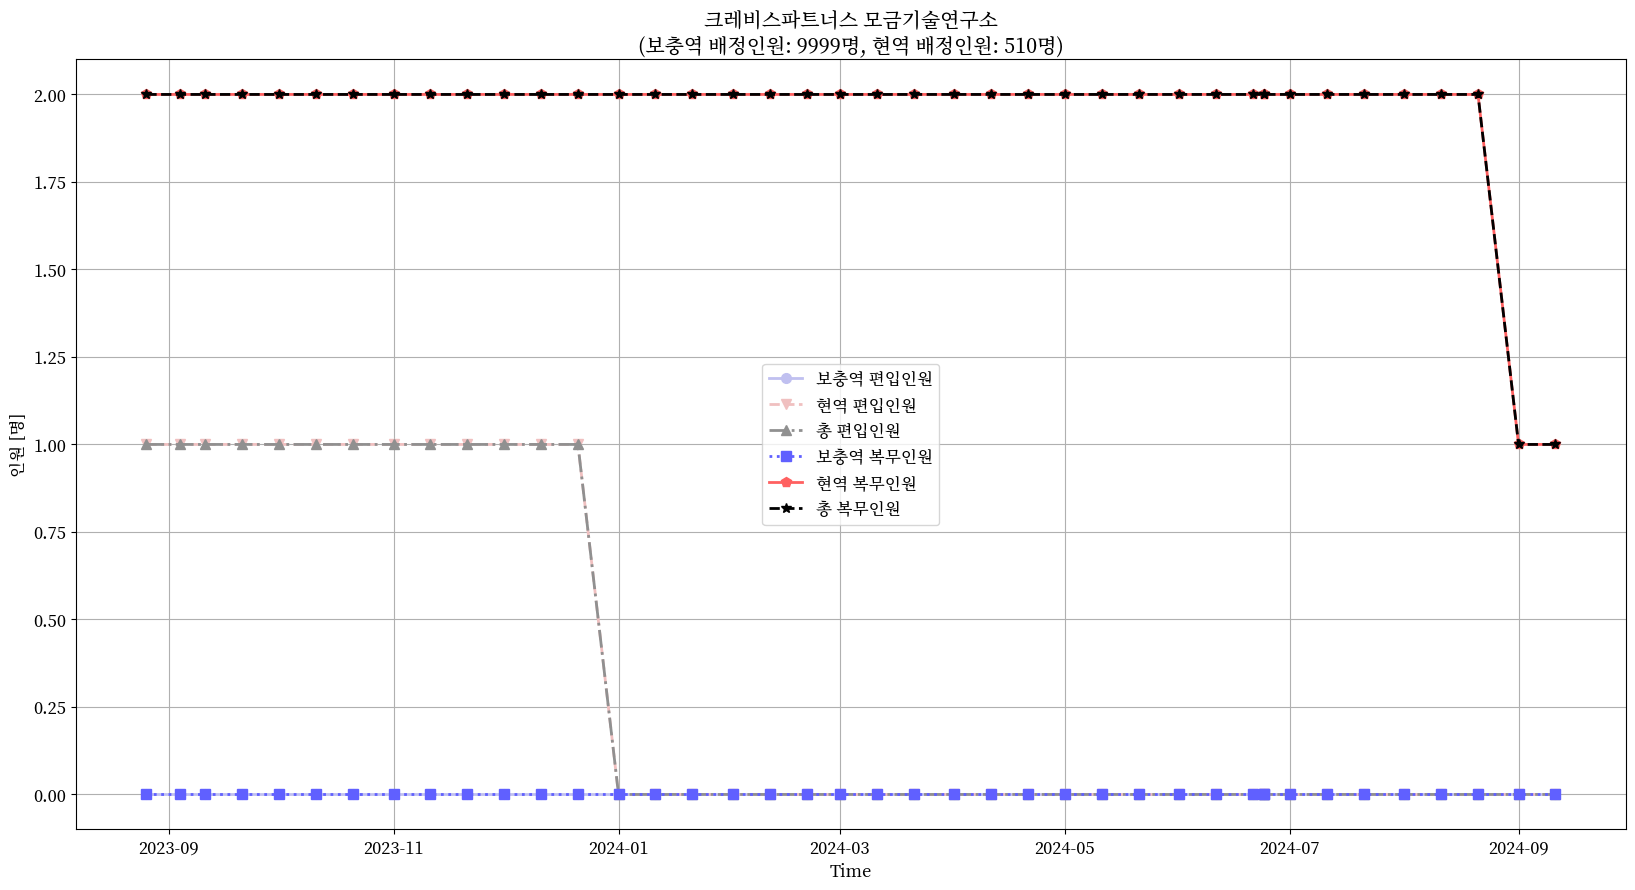 크레비스파트너스 모금기술연구소
(보충역 배정인원: 9999명, 현역 배정인원: 510명)
2.00
1.75
1.50
1.25
1.00
0.75
0.50
0.25
0.00
인원 [명]
보충역 편입인원
현역 편입인원
총 편입인원
보충역 복무인원
현역 복무인원
총 복무인원
2023-09
2023-11
2024-01
2024-03
2024-05
2024-07
2024-09
Time